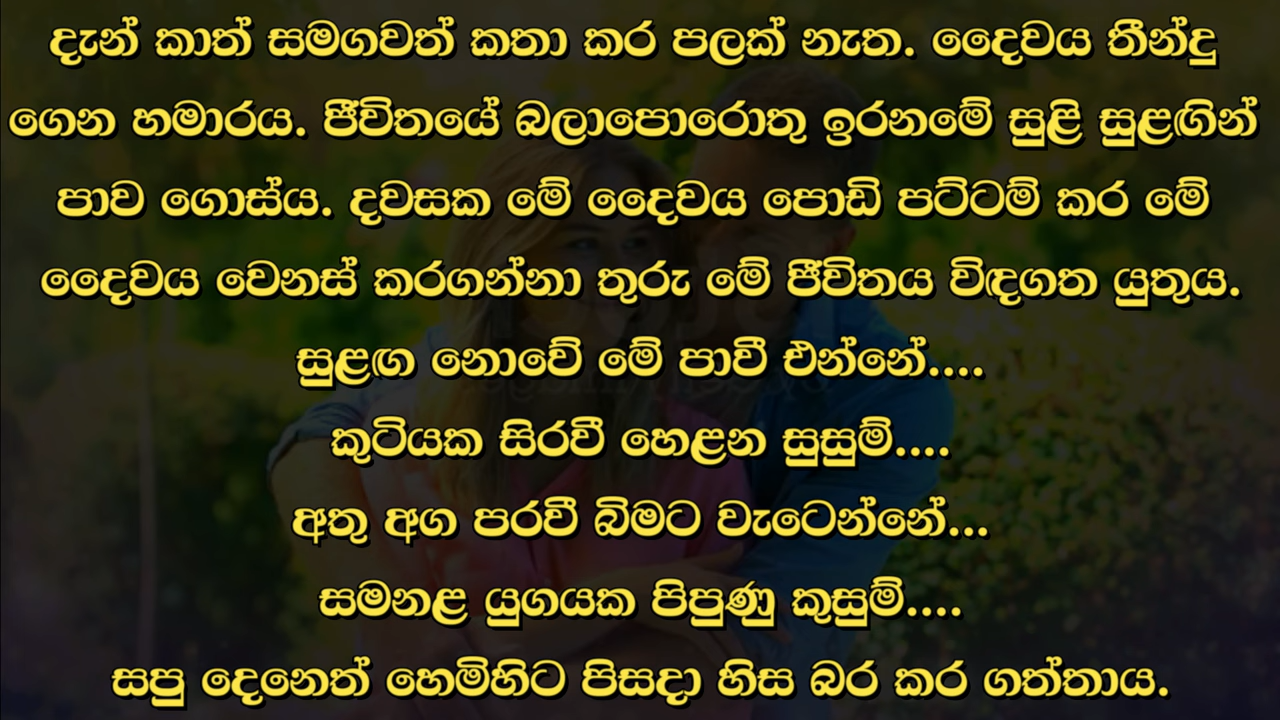 දැන් කාත් සමගවත් කතා කර පලක් නැත. දෛවය තීන්දු
ගෙන හමාරය. ජීවිතයේ බලාපොරොතු ඉරනමේ සුළි සුළඟින්
පාව ගොස්ය. දවසක මේ දෛවය පොඩි පට්ටම් කර මේ
දෛවය වෙනස් කරගන්නා තුරු මේ ජීවිතය විඳගත යුතුය.
සුළඟ නොවේ මේ පාවී එන්නේ....
කුටියක සිරවී හෙළන සුසුම්....
අතු අග පරවී බිමට වැටෙන්නේ...
සමනළ යුගයක පිපුණු කුසුම්....
සපු දෙනෙත් හෙමිහිට පිසදා හිස බර කර ගත්තාය.